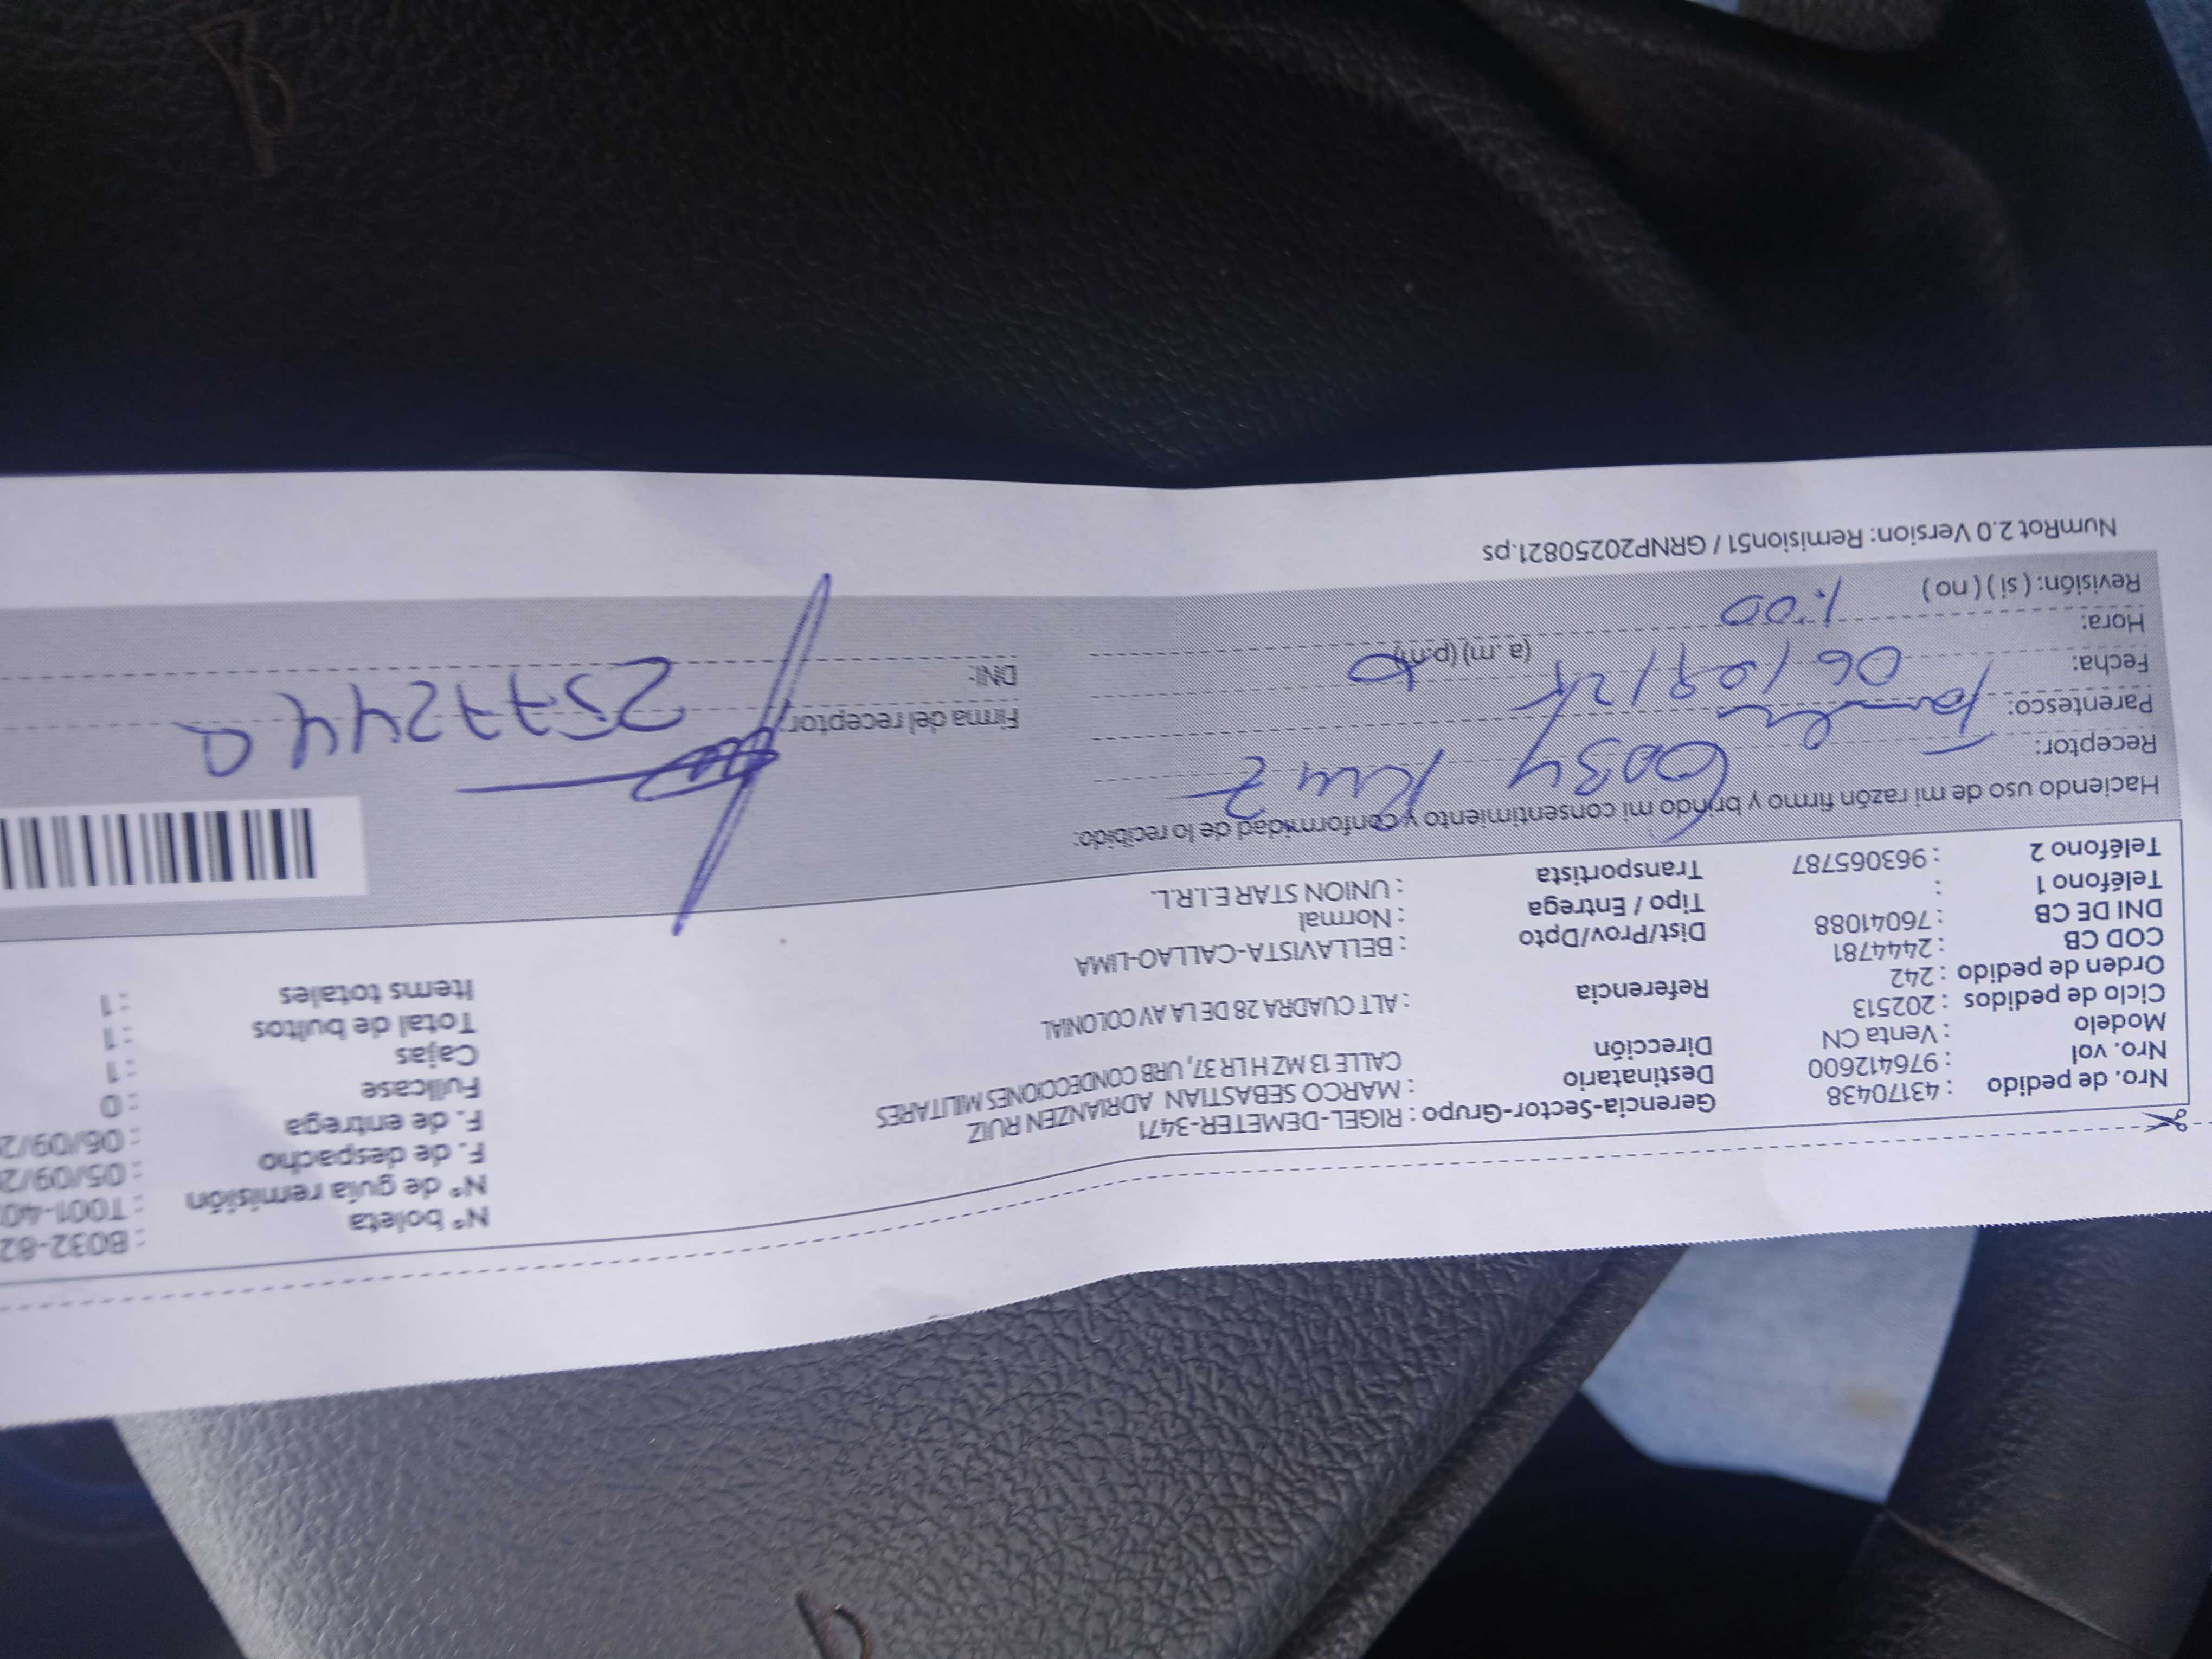 Nº boleta : B032-82
Nº de guía remisión : T001-40
F. de despacho : 05/09/2
F. de entrega : 06/09/2
Fullcase : 0
Cajas : 1
Total de bultos : 1
Items totales : 1
Nro. de pedido : 43170438
Nro. vol : 976412600
Modelo : Venta CN
Ciclo de pedidos : 202513
Orden de pedido : 242
COD CB : 2444781
DNI DE CB : 76041088
Teléfono 1 :
Teléfono 2 : 963065787
Gerencia-Sector-Grupo : RIGEL-DEMETER-3471
Destinatario : MARCO SEBASTIAN ADRIANZEN RUIZ
Dirección CALLE 13 MZ H LR 37, URB CONDECCIONES MILITARES
Referencia : ALT CUADRA 28 DE LA AV COLONIAL
Dist/Prov/Dpto : BELLAVISTA-CALLAO-LIMA
Tipo / Entrega : Normal
Transportista : UNION STAR E.I.R.L.
Haciendo uso de mi razón firmo y brindo mi consentimiento y conformidad de lo recibido:
Receptor: Ruiz
Parentesco:
Fecha: 06/09/25
Hora: 1:00 (a .m) (p.m)
Revisión: ( si ) ( no )
Firma del receptor
DNI: 2577244
NumRot 2.0 Version: Remision51 / GRNP20250821.ps